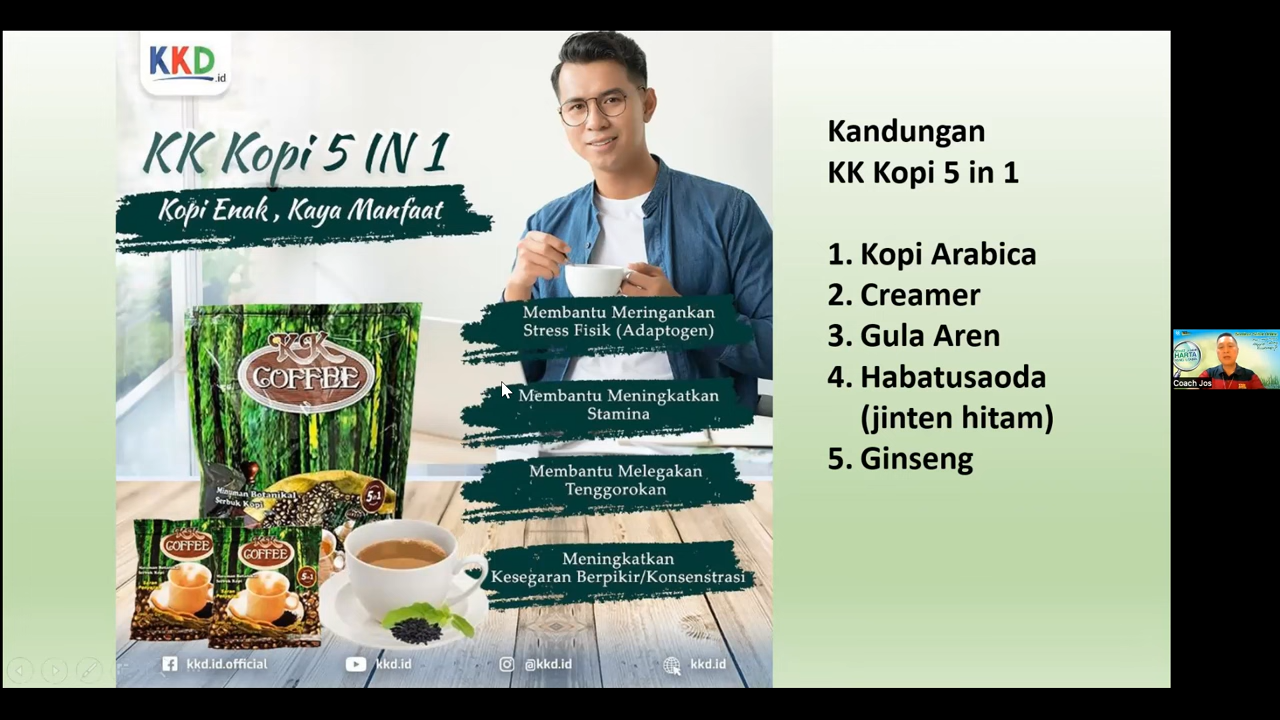 KKD.id
KK Kopi 5 IN 1
Kopi Enak , Kaya Manfaat
Membantu Meringankan
Stress Fisik (Adaptogen)
Membantu Meningkatkan
Stamina
Membantu Melegakan
Tenggorokan
Meningkatkan
Kesegaran Berpikir/Konsenstrasi
KK
COFFEE
Minuman Botanikal
Serbuk Kopi
5in1
KK
COFFEE
KK
COFFEE
5in1
kkd.id.official
kkd.id
@kkd.id
kkd.id
Kandungan
KK Kopi 5 in 1
1. Kopi Arabica
2. Creamer
3. Gula Aren
4. Habatusaoda
(jinten hitam)
5. Ginseng
HARTA
Coach Jos